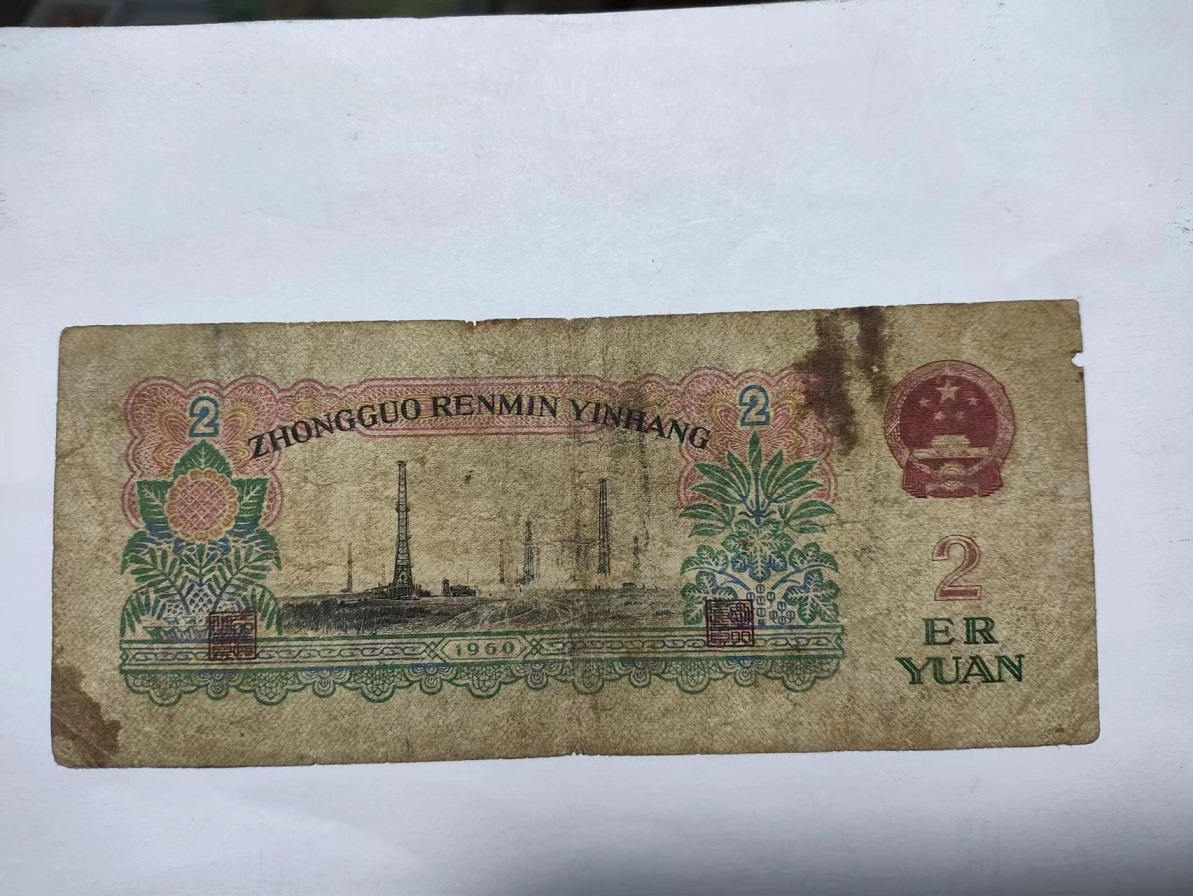 2 2
ZHONGGUO RENMIN YINHANG
2
ER
YUAN
1960